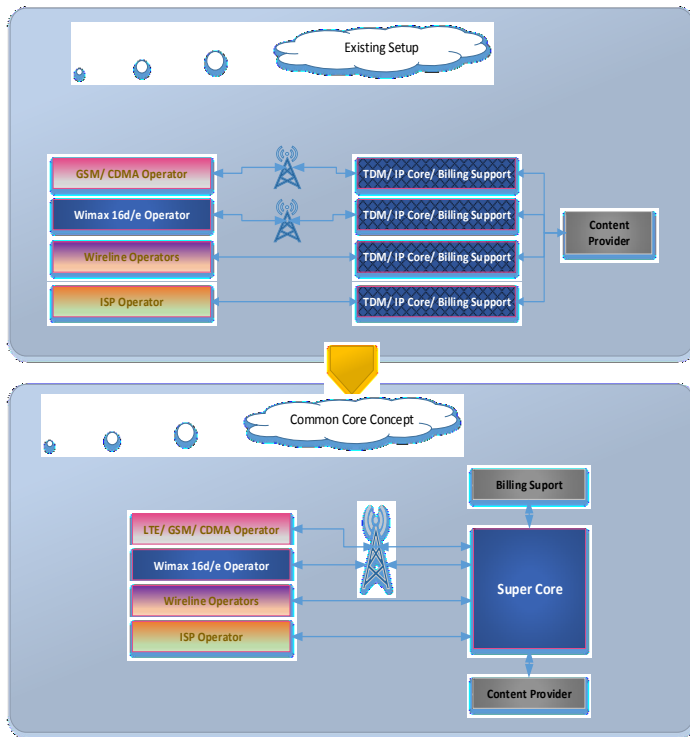 Existing Setup
GSM/ CDMA Operator
TDM/ IP Core/ Billing Support
Wimax 16d/e Operator
TDM/ IP Core/ Billing Support
Content
Provider
Wireline Operators
TDM/ IP Core/ Billing Support
ISP Operator
TDM/ IP Core/ Billing Support
Common Core Concept
Billing Suport
LTE/ GSM/ CDMA Operator
Wimax 16d/e Operator
Super Core
Wireline Operators
ISP Operator
Content Provider